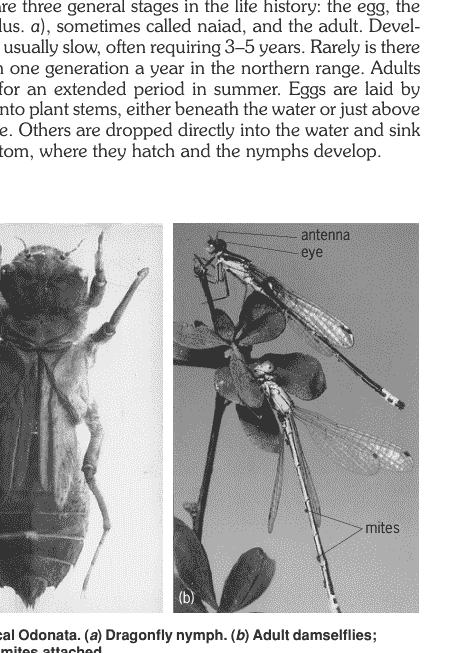 are three general stages in the life history: the egg, the
lus. a), sometimes called naiad, and the adult. Devel-
usually slow, often requiring 3–5 years. Rarely is there
n one generation a year in the northern range. Adults
for an extended period in summer. Eggs are laid by
nto plant stems, either beneath the water or just above
e. Others are dropped directly into the water and sink
tom, where they hatch and the nymphs develop.
antenna
eye
mites
(b)
cal Odonata. (a) Dragonfly nymph. (b) Adult damselflies;
mites attached